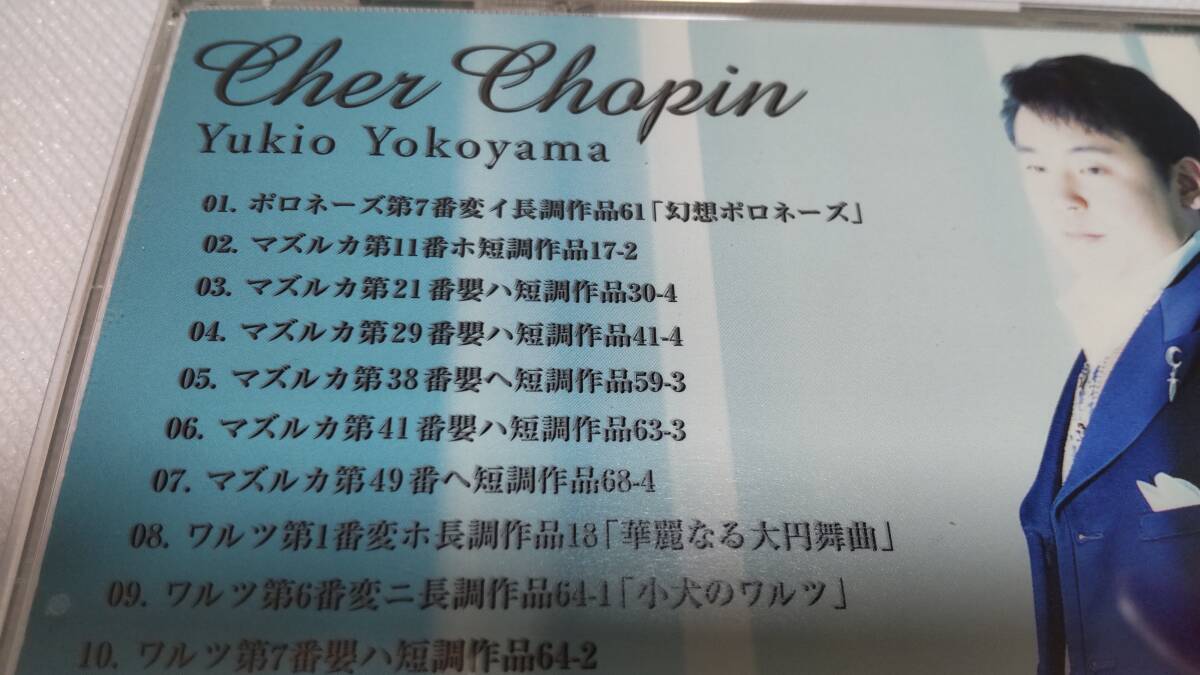 Cher Chopin
Yukio Yokoyama
01. ポロネーズ第7番変イ長調作品61「幻想ポロネーズ」
02. マズルカ第11番ホ短調作品17-2
03. マズルカ第21番嬰ハ短調作品30-4
04. マズルカ第29番嬰ハ短調作品41-4
05. マズルカ第38番嬰ヘ短調作品59-3
06. マズルカ第41番嬰ハ短調作品63-3
07. マズルカ第49番ヘ短調作品68-4
08. ワルツ第1番変ホ長調作品18「華麗なる大円舞曲」
09. ワルツ第6番変ニ長調作品64-1「小犬のワルツ」
10. ワルツ第7番嬰ハ短調作品64-2